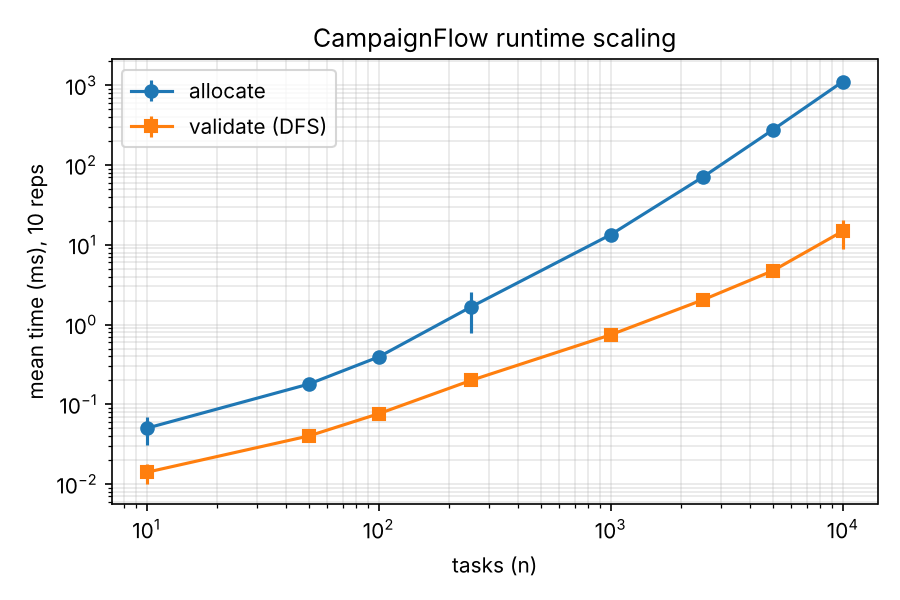 CampaignFlow runtime scaling
allocate
validate (DFS)
mean time (ms), 10 reps
10³
10²
10¹
10⁰
10⁻¹
10⁻²
10¹
10²
10³
10⁴
tasks (n)